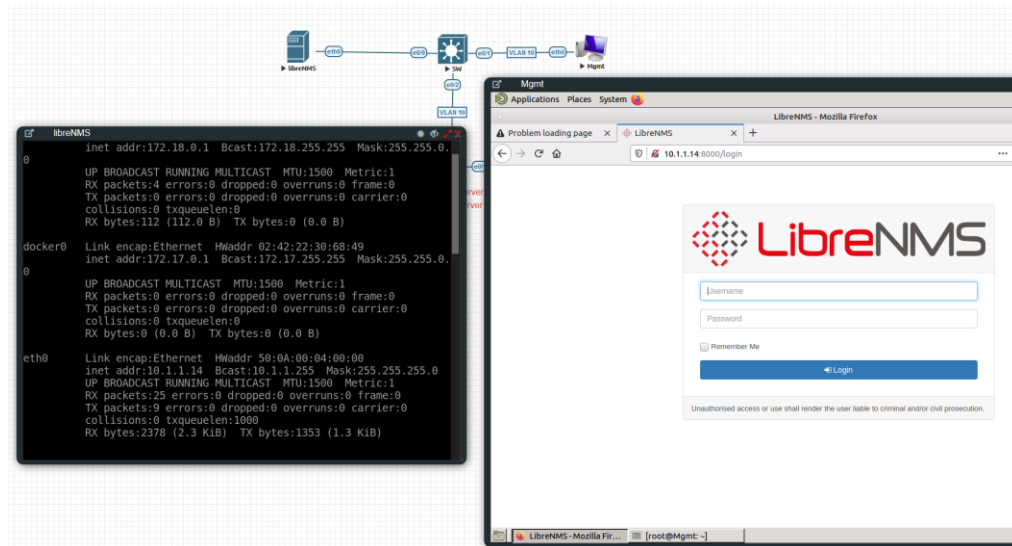 eth0
e0/0
e0/1
VLAN 10
eth0
libreNMS
SW
Mgmt
e0/2
VLAN 10
libreNMS
inet addr:172.18.0.1  Bcast:172.18.255.255  Mask:255.255.0.
0
UP BROADCAST RUNNING MULTICAST  MTU:1500  Metric:1
RX packets:4 errors:0 dropped:0 overruns:0 frame:0
TX packets:0 errors:0 dropped:0 overruns:0 carrier:0
collisions:0 txqueuelen:0
RX bytes:112 (112.0 B)  TX bytes:0 (0.0 B)
docker0   Link encap:Ethernet  HWaddr 02:42:22:30:68:49
inet addr:172.17.0.1  Bcast:172.17.255.255  Mask:255.255.0.
0
UP BROADCAST MULTICAST  MTU:1500  Metric:1
RX packets:0 errors:0 dropped:0 overruns:0 frame:0
TX packets:0 errors:0 dropped:0 overruns:0 carrier:0
collisions:0 txqueuelen:0
RX bytes:0 (0.0 B)  TX bytes:0 (0.0 B)
eth0      Link encap:Ethernet  HWaddr 50:0A:00:04:00:00
inet addr:10.1.1.14  Bcast:10.1.1.255  Mask:255.255.255.0
UP BROADCAST RUNNING MULTICAST  MTU:1500  Metric:1
RX packets:25 errors:0 dropped:0 overruns:0 frame:0
TX packets:9 errors:0 dropped:0 overruns:0 carrier:0
collisions:0 txqueuelen:1000
RX bytes:2378 (2.3 KiB)  TX bytes:1353 (1.3 KiB)
Mgmt
Applications Places System
LibreNMS - Mozilla Firefox
Problem loading page
LibreNMS
10.1.1.14:8000/login
LibreNMS
Username
Password
Remember Me
Login
Unauthorised access or use shall render the user liable to criminal and/or civil prosecution.
LibreNMS - Mozilla Fir...
[root@Mgmt: ~]